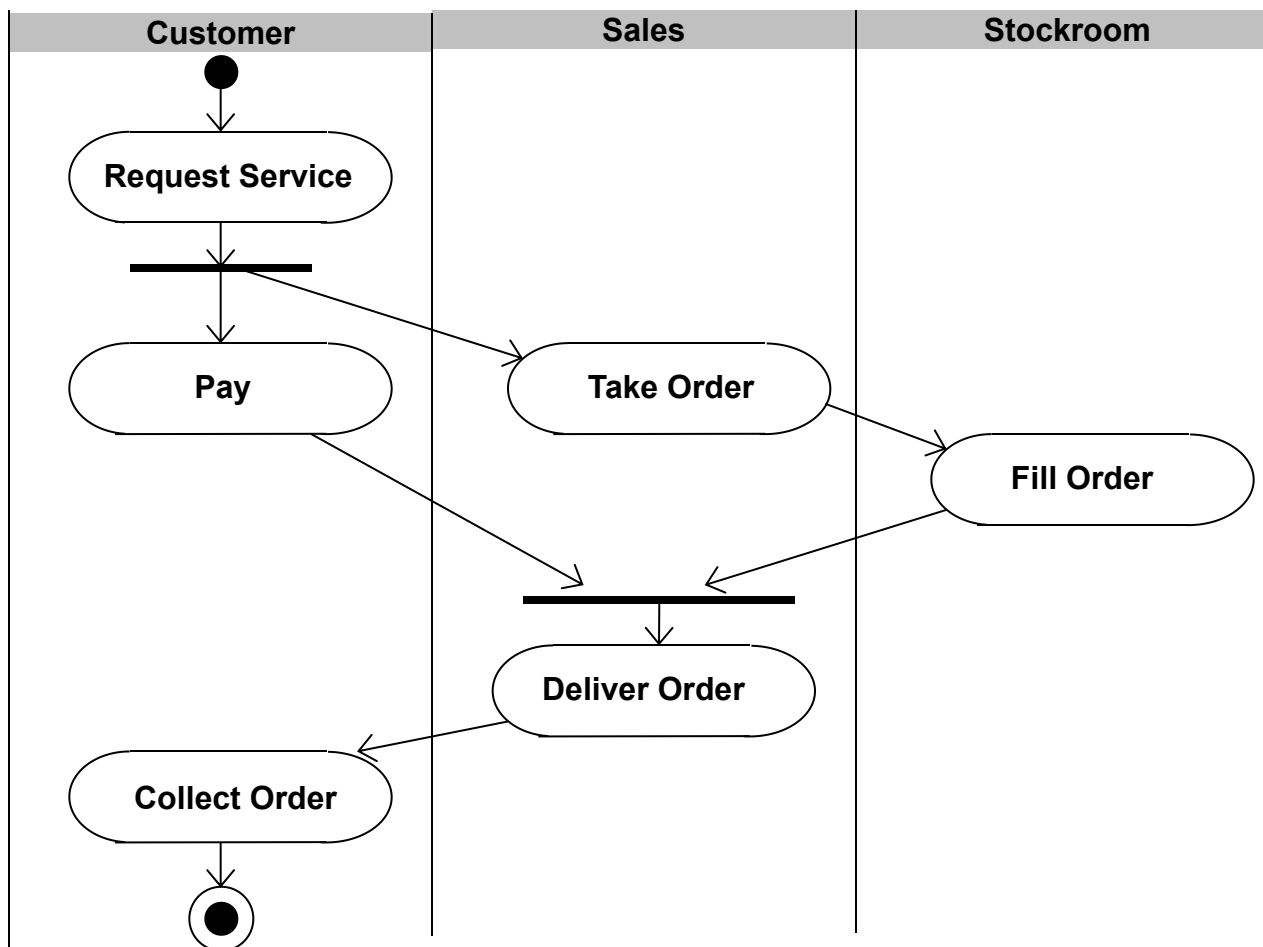 Customer
Sales
Stockroom
Request Service
Pay
Take Order
Fill Order
Deliver Order
Collect Order